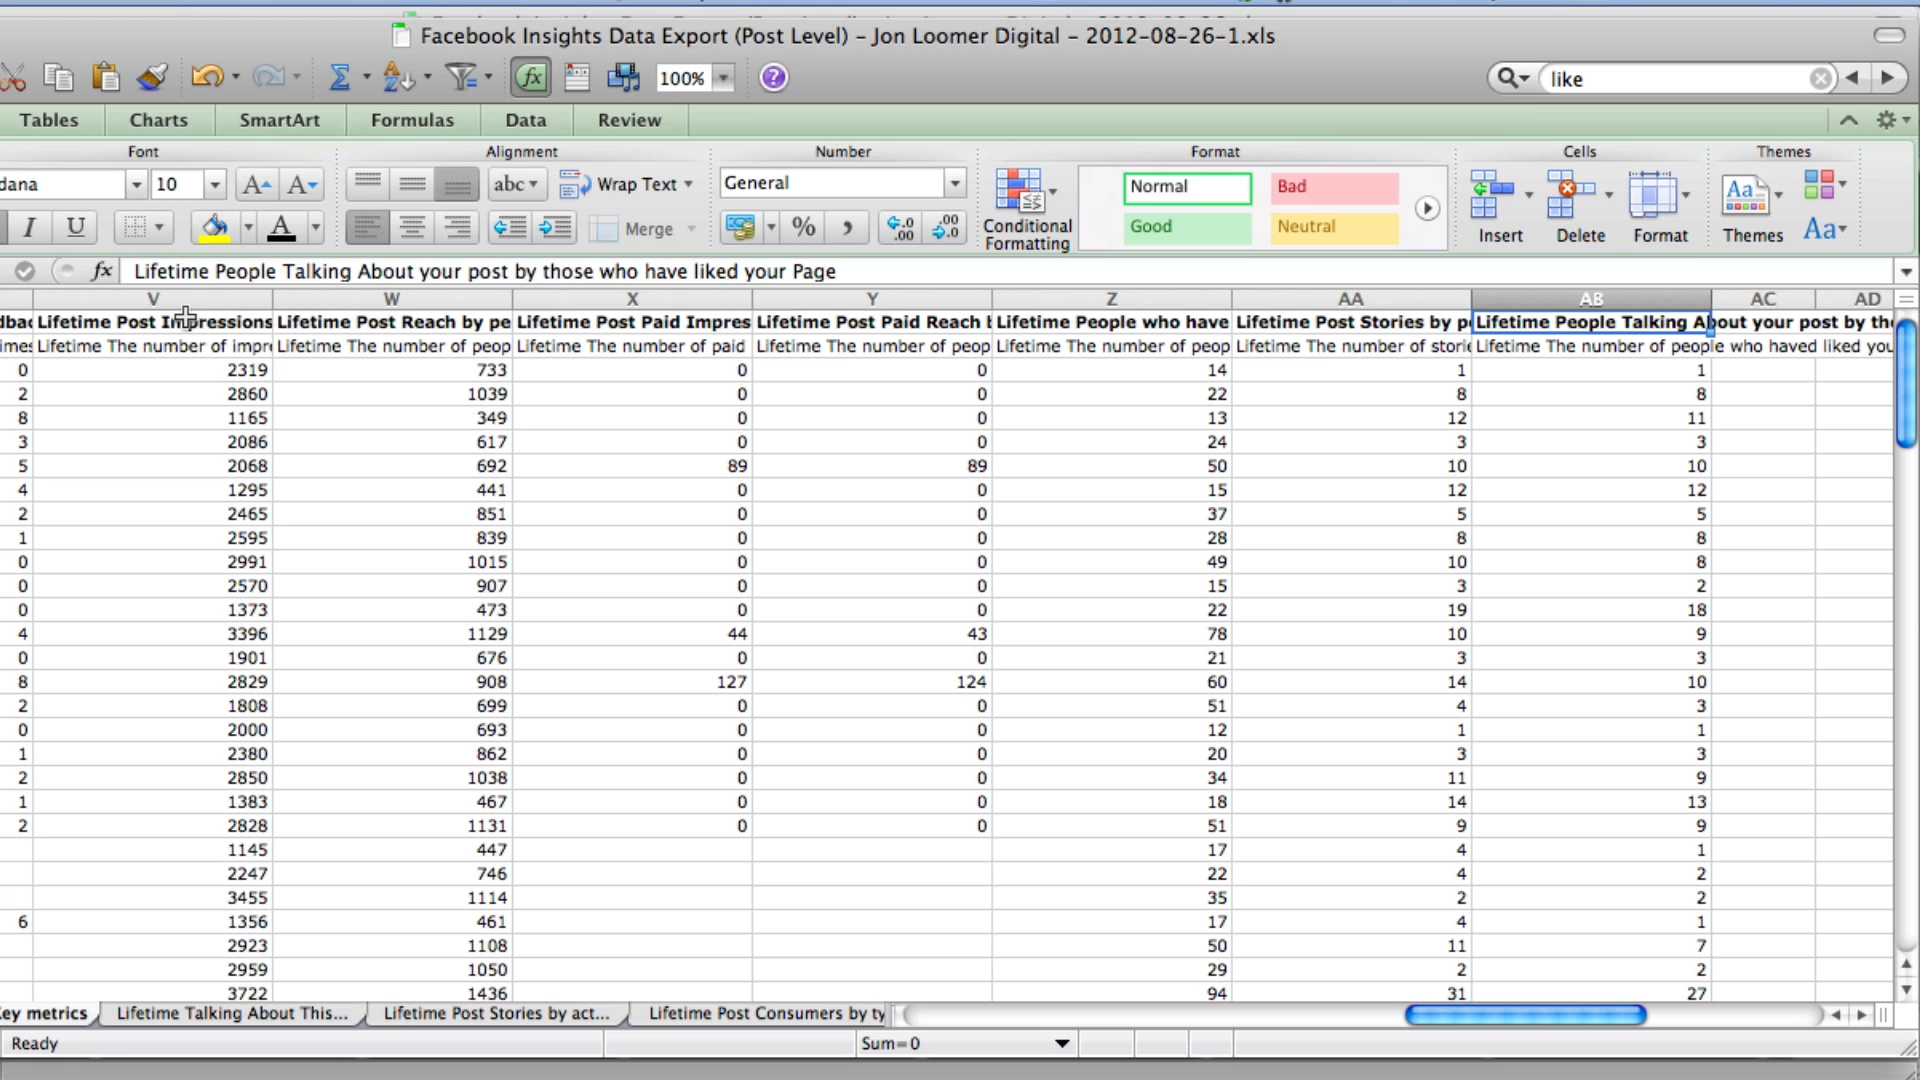 Facebook Insights Data Export (Post Level) – Jon Loomer Digital – 2012-08-26-1.xls
100% like
Tables Charts SmartArt Formulas Data Review
Font Alignment Number Format Cells Themes
dana 10 A A abc Wrap Text General Normal Bad
I U A Merge % , .0 .00 .00 .0 Conditional Formatting Good Neutral Insert Delete Format Themes Aa
fx Lifetime People Talking About your post by those who have liked your Page
V W X Y Z AA AB AC AD
dbac Lifetime Post Impressions Lifetime Post Reach by pe Lifetime Post Paid Impres Lifetime Post Paid Reach Lifetime People who have Lifetime Post Stories by p Lifetime People Talking About your post by th
imes Lifetime The number of impre Lifetime The number of peop Lifetime The number of paid Lifetime The number of peop Lifetime The number of peop Lifetime The number of storie Lifetime The number of people who haved liked you
0 2319 733 0 0 14 1 1
2 2860 1039 0 0 22 8 8
8 1165 349 0 0 13 12 11
3 2086 617 0 0 24 3 3
5 2068 692 89 89 50 10 10
4 1295 441 0 0 15 12 12
2 2465 851 0 0 37 5 5
1 2595 839 0 0 28 8 8
0 2991 1015 0 0 49 10 8
0 2570 907 0 0 15 3 2
0 1373 473 0 0 22 19 18
4 3396 1129 44 43 78 10 9
0 1901 676 0 0 21 3 3
8 2829 908 127 124 60 14 10
2 1808 699 0 0 51 4 3
0 2000 693 0 0 12 1 1
1 2380 862 0 0 20 3 3
2 2850 1038 0 0 34 11 9
1 1383 467 0 0 18 14 13
2 2828 1131 0 0 51 9 9
1145 447 17 4 1
2247 746 22 4 2
3455 1114 35 2 2
6 1356 461 17 4 1
2923 1108 50 11 7
2959 1050 29 2 2
3722 1436 94 31 27
ey metrics Lifetime Talking About This... Lifetime Post Stories by act... Lifetime Post Consumers by ty
Ready Sum=0